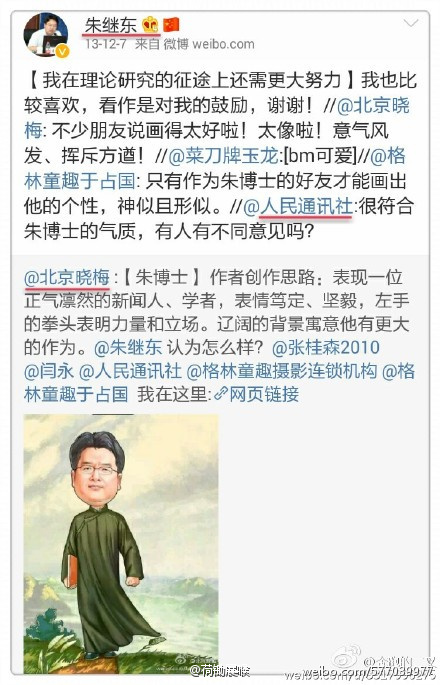 朱继东
13-12-7 来自 微博 weibo.com
【我在理论研究的征途上还需更大努力】我也比
较喜欢，看作是对我的鼓励，谢谢！//@北京晓
梅: 不少朋友说画得太好啦！太像啦！意气风
发、挥斥方遒！//@菜刀牌玉龙:[bm可爱]//@格
林童趣于占国: 只有作为朱博士的好友才能画出
他的个性，神似且形似。//@人民通讯社:很符合
朱博士的气质，有人有不同意见吗？
@北京晓梅 :【朱博士】作者创作思路：表现一位
正气凛然的新闻人、学者，表情笃定、坚毅，左手
的拳头表明力量和立场。辽阔的背景寓意他有更大
的作为。@朱继东 认为怎么样？@张桂森2010
@闫永 @人民通讯社 @格林童趣摄影连锁机构 @格
林童趣于占国 我在这里:网页链接